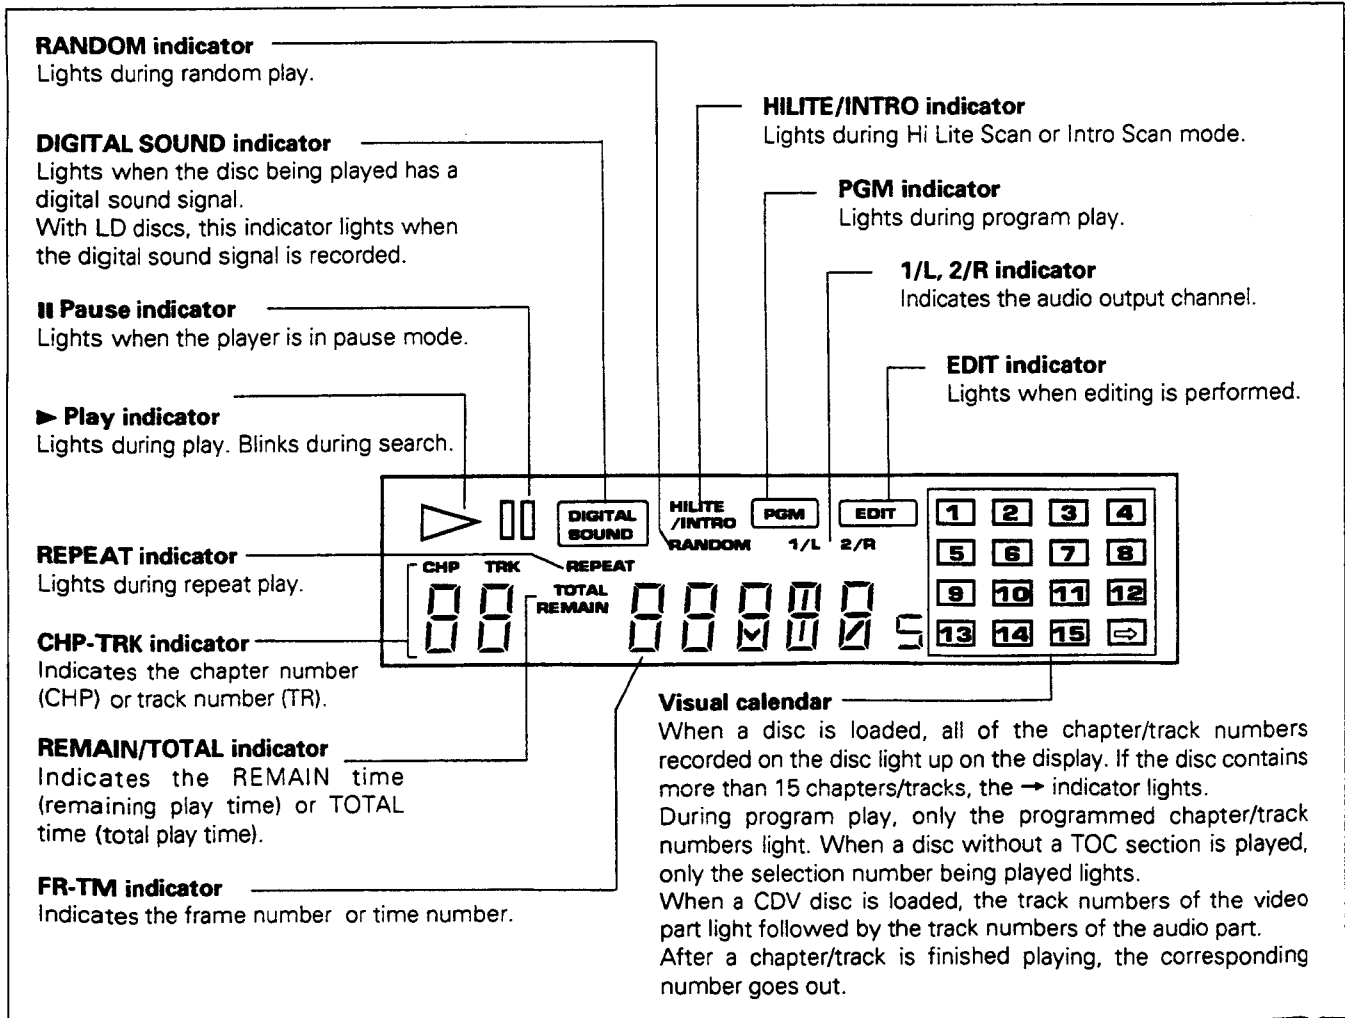 RANDOM indicator
Lights during random play.
DIGITAL SOUND indicator
Lights when the disc being played has a
digital sound signal.
With LD discs, this indicator lights when
the digital sound signal is recorded.
II Pause indicator
Lights when the player is in pause mode.
► Play indicator
Lights during play. Blinks during search.
REPEAT indicator
Lights during repeat play.
CHP-TRK indicator
Indicates the chapter number
(CHP) or track number (TR).
REMAIN/TOTAL indicator
Indicates the REMAIN time
(remaining play time) or TOTAL
time (total play time).
FR-TM indicator
Indicates the frame number or time number.
HILITE/INTRO indicator
Lights during Hi Lite Scan or Intro Scan mode.
PGM indicator
Lights during program play.
1/L, 2/R indicator
Indicates the audio output channel.
EDIT indicator
Lights when editing is performed.
DIGITAL
SOUND
HILITE
/INTRO
PGM
EDIT
RANDOM 1/L 2/R
CHP TRK REPEAT
TOTAL
REMAIN
1 2 3 4
5 6 7 8
9 10 11 12
13 14 15 ⇨
Visual calendar
When a disc is loaded, all of the chapter/track numbers
recorded on the disc light up on the display. If the disc contains
more than 15 chapters/tracks, the → indicator lights.
During program play, only the programmed chapter/track
numbers light. When a disc without a TOC section is played,
only the selection number being played lights.
When a CDV disc is loaded, the track numbers of the video
part light followed by the track numbers of the audio part.
After a chapter/track is finished playing, the corresponding
number goes out.